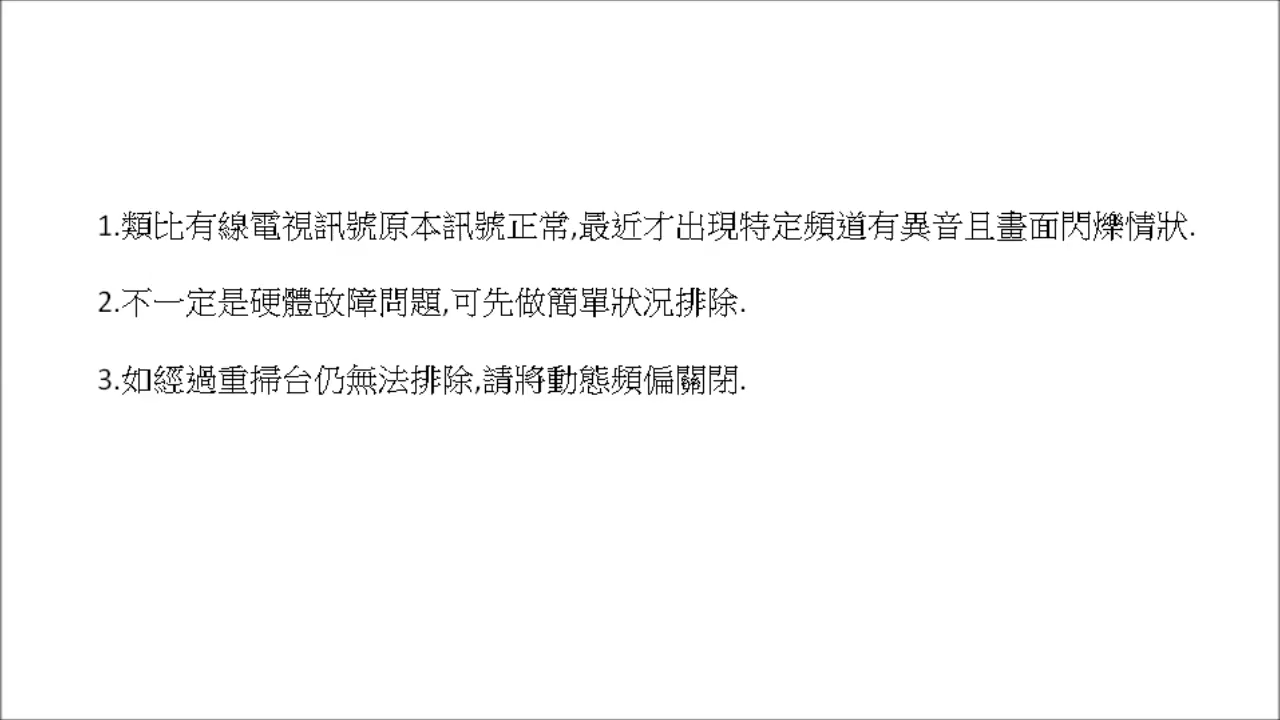 1.類比有線電視訊號原本訊號正常,最近才出現特定頻道有異音且畫面閃爍情狀.
2.不一定是硬體故障問題,可先做簡單狀況排除.
3.如經過重掃台仍無法排除,請將動態頻偏關閉.